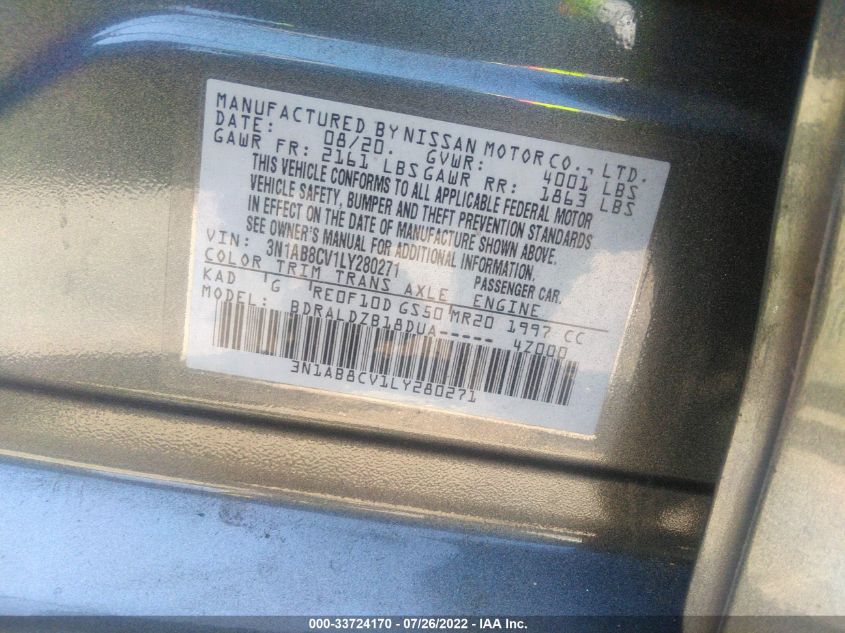 MANUFACTURED BY NISSAN MOTOR CO., LTD.
DATE: 08/20. GVWR: 4001 LBS
GAWR FR: 2161 LBS GAWR RR: 1863 LBS
THIS VEHICLE CONFORMS TO ALL APPLICABLE FEDERAL MOTOR
VEHICLE SAFETY, BUMPER AND THEFT PREVENTION STANDARDS
IN EFFECT ON THE DATE OF MANUFACTURE SHOWN ABOVE.
SEE OWNER'S MANUAL FOR ADDITIONAL INFORMATION.
VIN: 3N1AB8CV1LY280271 PASSENGER CAR.
COLOR TRIM TRANS AXLE ENGINE
KAD G RE0F10D GS50 MR20 1997 CC
MODEL: BDRALDZB18DUA----- 4Z000
3N1AB8CV1LY280271
000-33724170 - 07/26/2022 - IAA Inc.